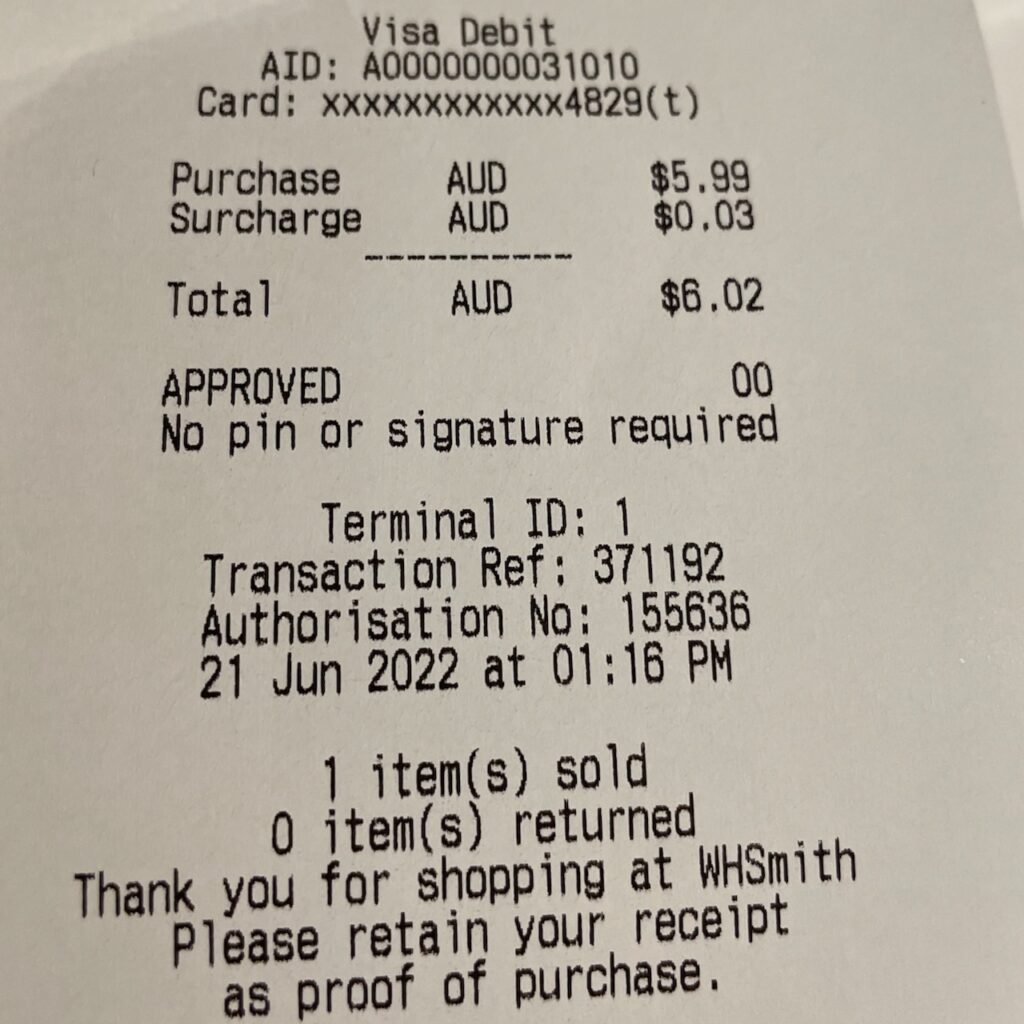 Visa Debit
AID: A0000000031010
Card: xxxxxxxxxxxx4829(t)
Purchase AUD $5.99
Surcharge AUD $0.03
----------
Total AUD $6.02
APPROVED 00
No pin or signature required
Terminal ID: 1
Transaction Ref: 371192
Authorisation No: 155636
21 Jun 2022 at 01:16 PM
1 item(s) sold
0 item(s) returned
Thank you for shopping at WHSmith
Please retain your receipt
as proof of purchase.